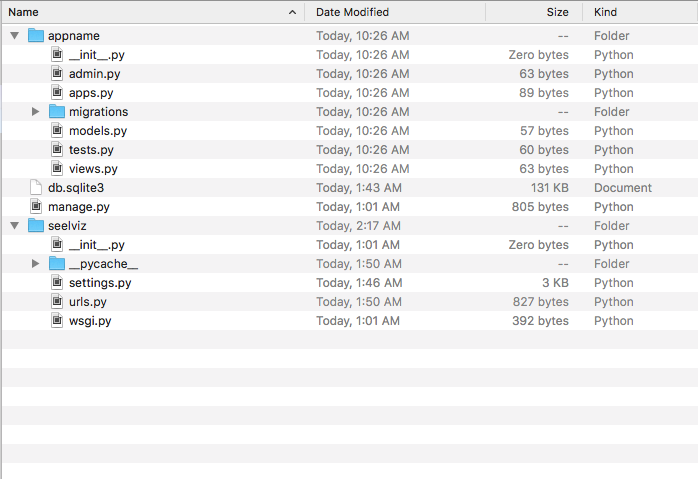 Name Date Modified Size Kind
appname Today, 10:26 AM -- Folder
__init__.py Today, 10:26 AM Zero bytes Python
admin.py Today, 10:26 AM 63 bytes Python
apps.py Today, 10:26 AM 89 bytes Python
migrations Today, 10:26 AM -- Folder
models.py Today, 10:26 AM 57 bytes Python
tests.py Today, 10:26 AM 60 bytes Python
views.py Today, 10:26 AM 63 bytes Python
db.sqlite3 Today, 1:43 AM 131 KB Document
manage.py Today, 1:01 AM 805 bytes Python
seelviz Today, 2:17 AM -- Folder
__init__.py Today, 1:01 AM Zero bytes Python
__pycache__ Today, 1:50 AM -- Folder
settings.py Today, 1:46 AM 3 KB Python
urls.py Today, 1:50 AM 827 bytes Python
wsgi.py Today, 1:01 AM 392 bytes Python